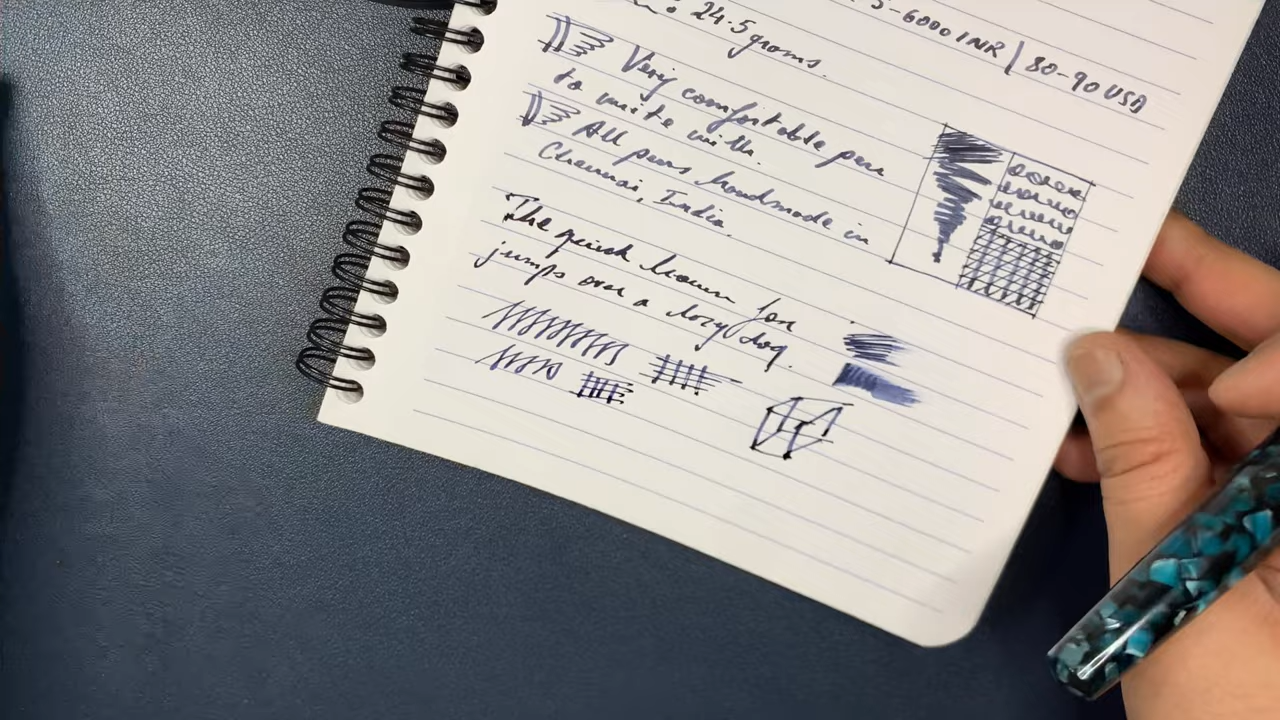 5-6000 INR | 80-90 USA
24.5 grams.
Very comfortable pen
to write with.
All pens handmade in
Chennai, India.
The quick brown fox
jumps over a lazy dog.